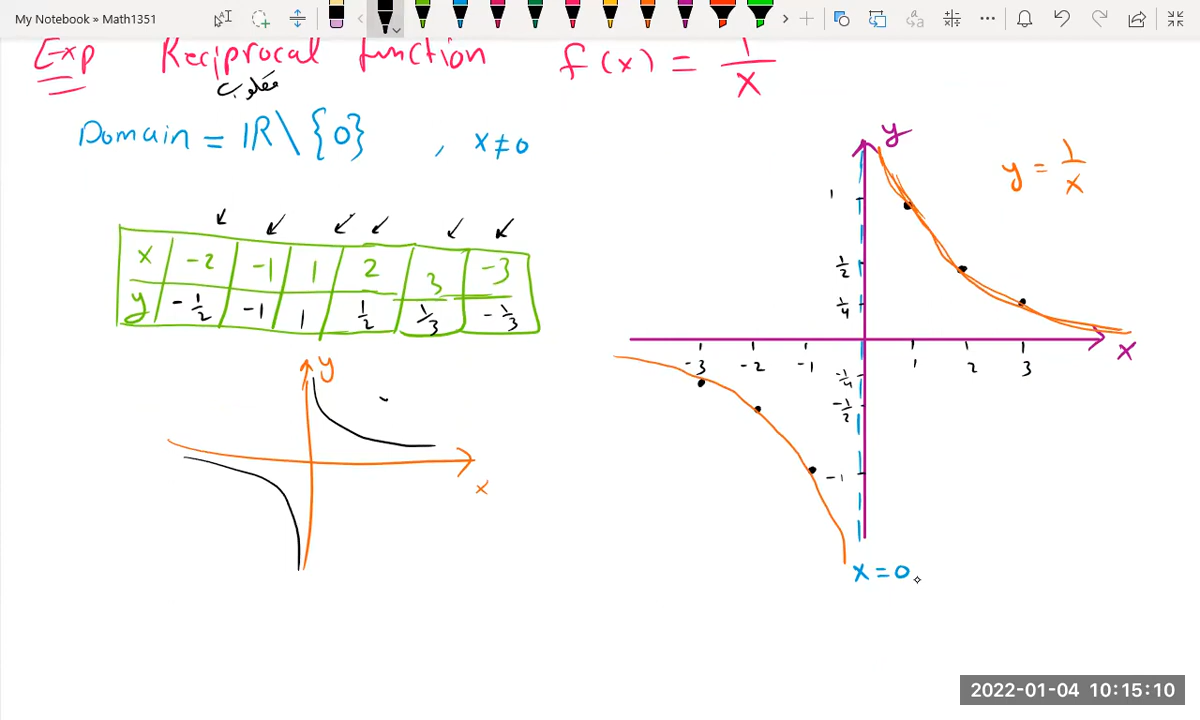 My Notebook » Math1351
Exp Reciprocal function f(x) = 1/x
مقلوب
Domain = IR \ {0} , x ≠ 0
x -2 -1 1 2 3 -3
y -1/2 -1 1 1/2 1/3 -1/3
y
x
y
y = 1/x
1
1/2
1/4
-3 -2 -1 1 2 3 x
-1/4
-1/2
-1
x = 0
2022-01-04 10:15:10